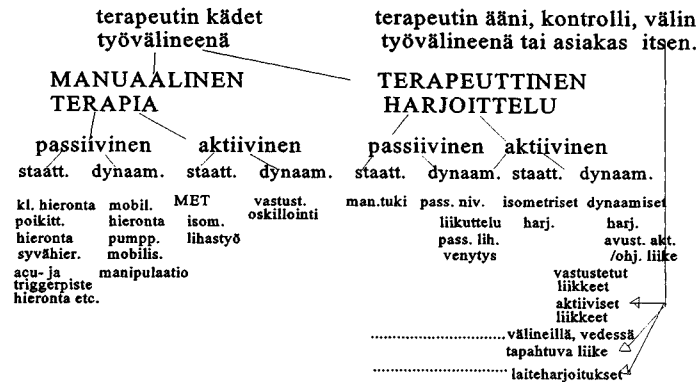 terapeutin kädet
työvälineenä
terapeutin ääni, kontrolli, välin
työvälineenä tai asiakas itsen.
MANUAALINEN
TERAPIA
TERAPEUTTINEN
HARJOITTELU
passiivinen
aktiivinen
passiivinen
aktiivinen
staatt.
dynaam.
staatt.
dynaam.
staatt.
dynaam.
staatt.
dynaam.
kl. hieronta
poikitt.
hieronta
syvähier.
acu- ja
triggerpiste
hieronta etc.
mobil.
hieronta
pumpp.
mobilis.
manipulaatio
MET
isom.
lihastyö
vastust.
oskillointi
man.tuki
pass. niv.
liikuttelu
pass. lih.
venytys
isometriset
harj.
dynaamiset
harj.
avust. akt.
/ohj. liike
vastustetut
liikkeet
aktiiviset
liikkeet
välineillä, vedessä
tapahtuva liike
laiteharjoitukset